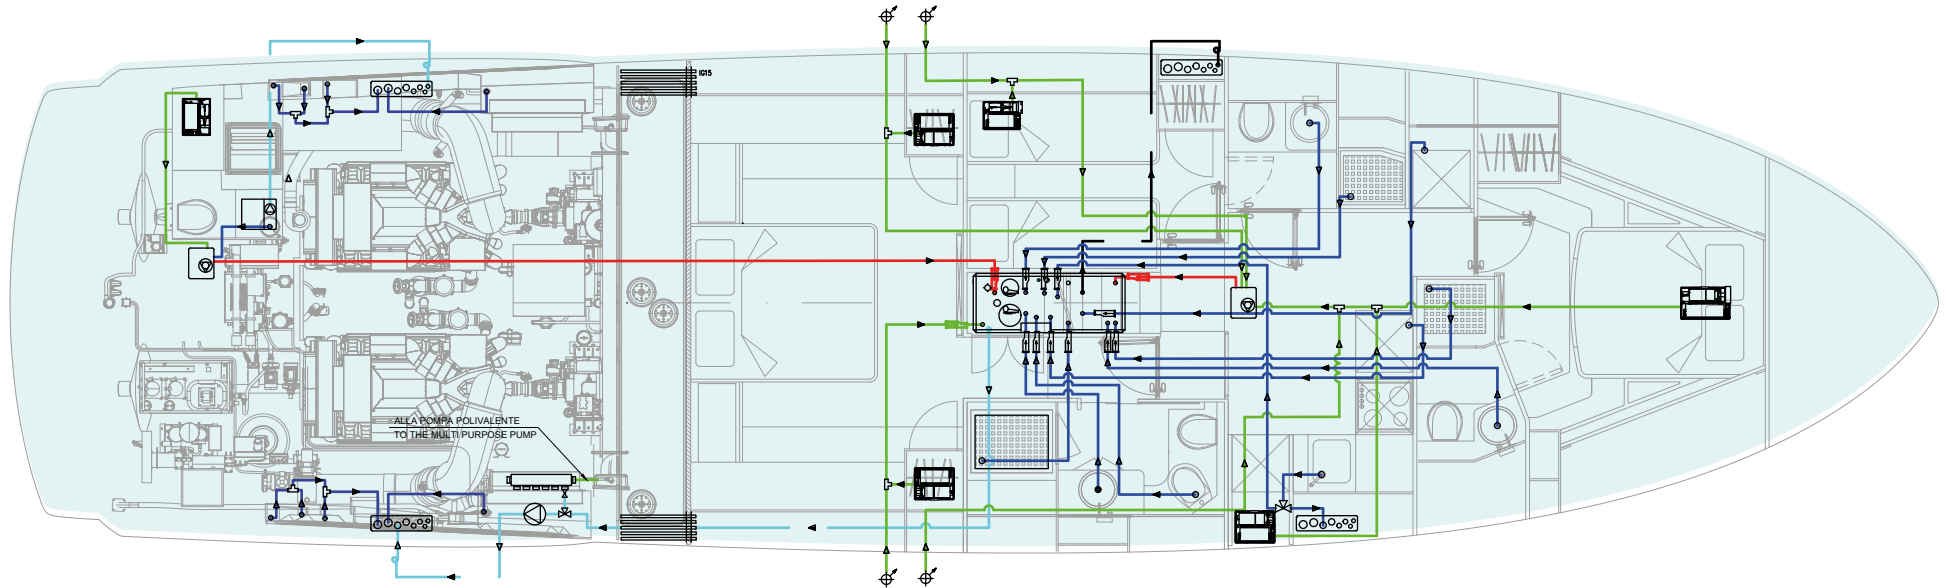 IG15
ALLA POMPA POLIVALENTE
TO THE MULTI PURPOSE PUMP